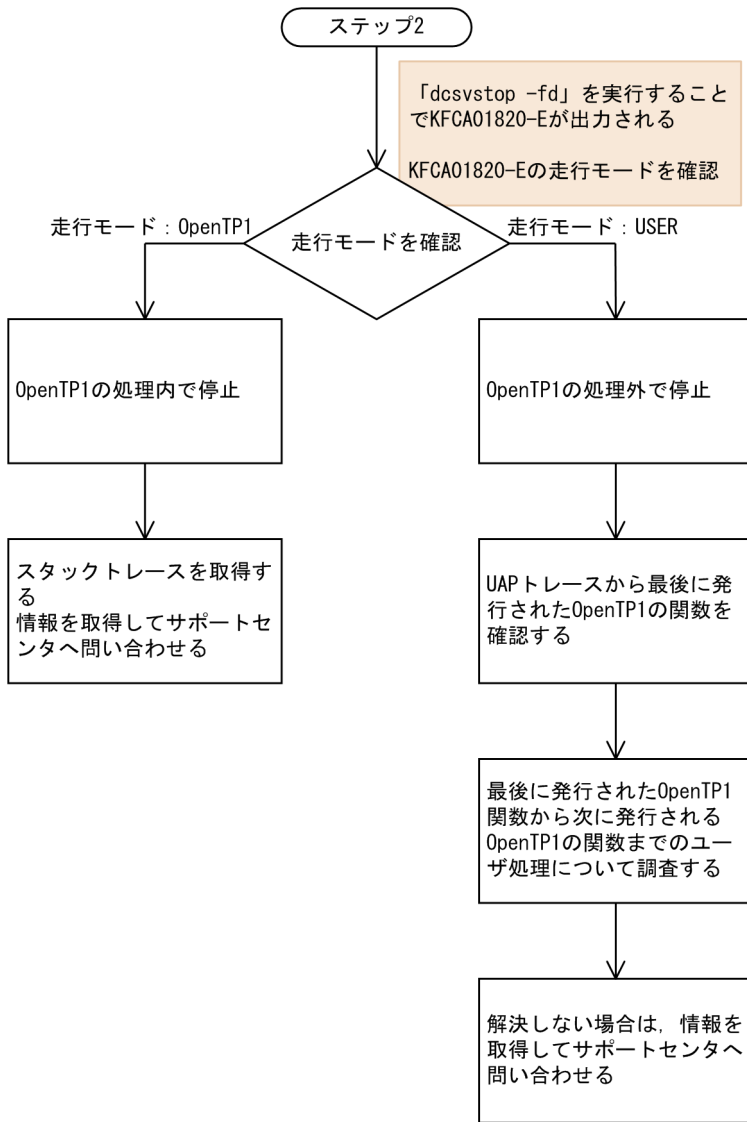 ステップ2
「dcsvstop -fd」を実行すること
でKFCA01820-Eが出力される
KFCA01820-Eの走行モードを確認
走行モード：OpenTP1
走行モードを確認
走行モード：USER
OpenTP1の処理内で停止
OpenTP1の処理外で停止
スタックトレースを取得す
る
情報を取得してサポートセ
ンタへ問い合わせる
UAPトレースから最後に発
行されたOpenTP1の関数を
確認する
最後に発行されたOpenTP1
関数から次に発行される
OpenTP1の関数までのユー
ザ処理について調査する
解決しない場合は，情報を
取得してサポートセンタへ
問い合わせる